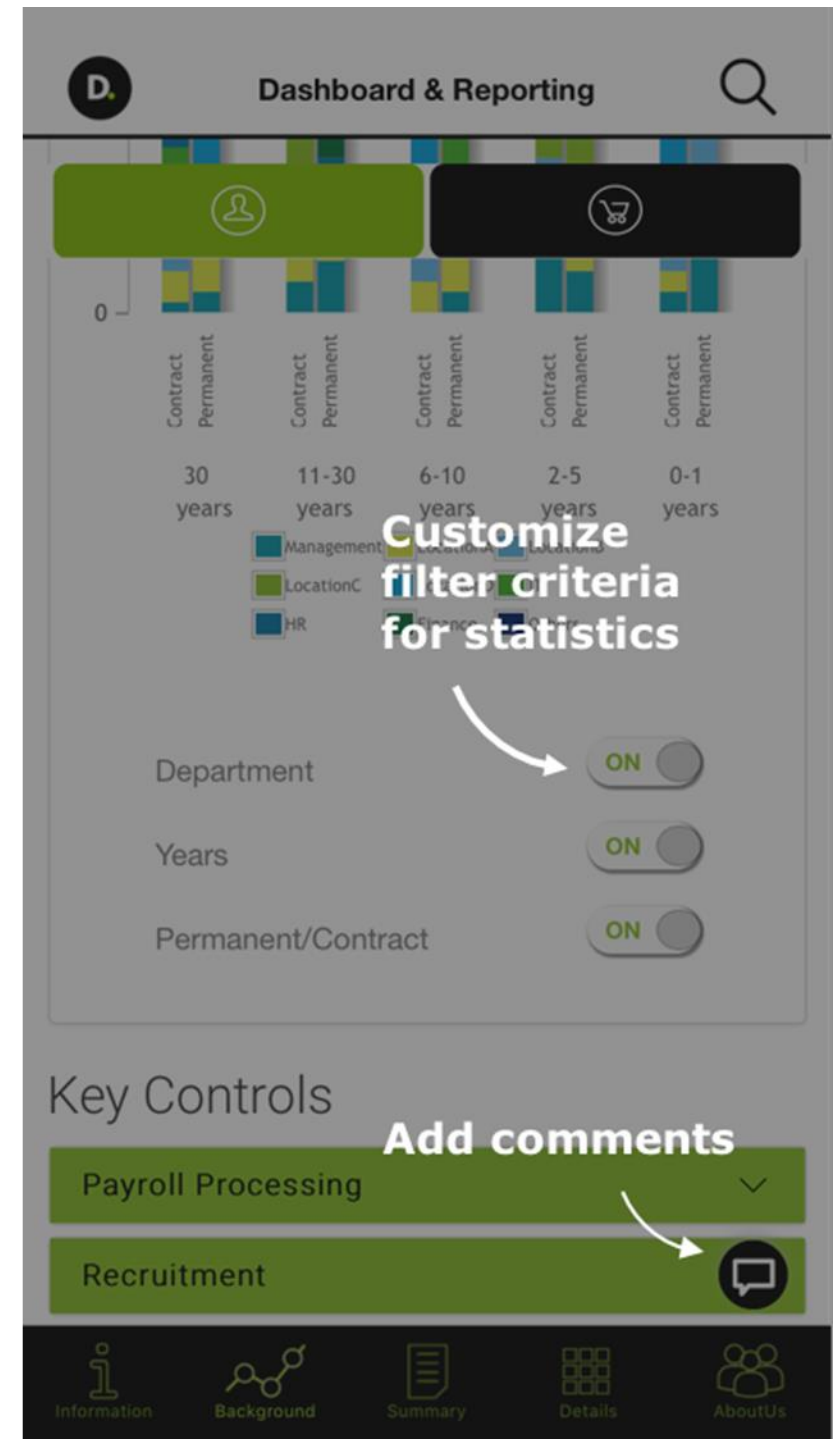 D.
Dashboard & Reporting
0
Contract Permanent Contract Permanent Contract Permanent Contract Permanent Contract Permanent
30 years
11-30 years
6-10 years
2-5 years
0-1 years
Management
LocationC
HR Finance
Customize
filter criteria
for statistics
Department ON
Years ON
Permanent/Contract ON
Key Controls
Add comments
Payroll Processing
Recruitment
Information Background Summary Details AboutUs